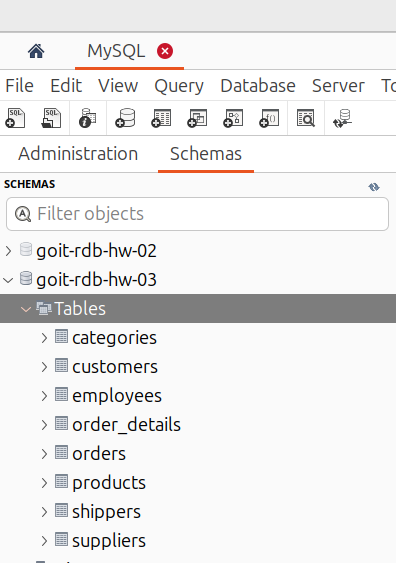 MySQL
File Edit View Query Database Server To
Administration Schemas
SCHEMAS
Filter objects
goit-rdb-hw-02
goit-rdb-hw-03
Tables
categories
customers
employees
order_details
orders
products
shippers
suppliers